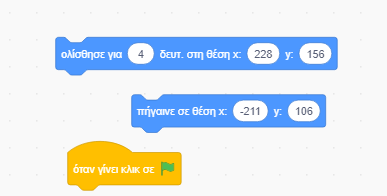 ολίσθησε για 4 δευτ. στη θέση x: 228 y: 156
πήγαινε σε θέση x: -211 y: 106
όταν γίνει κλικ σε